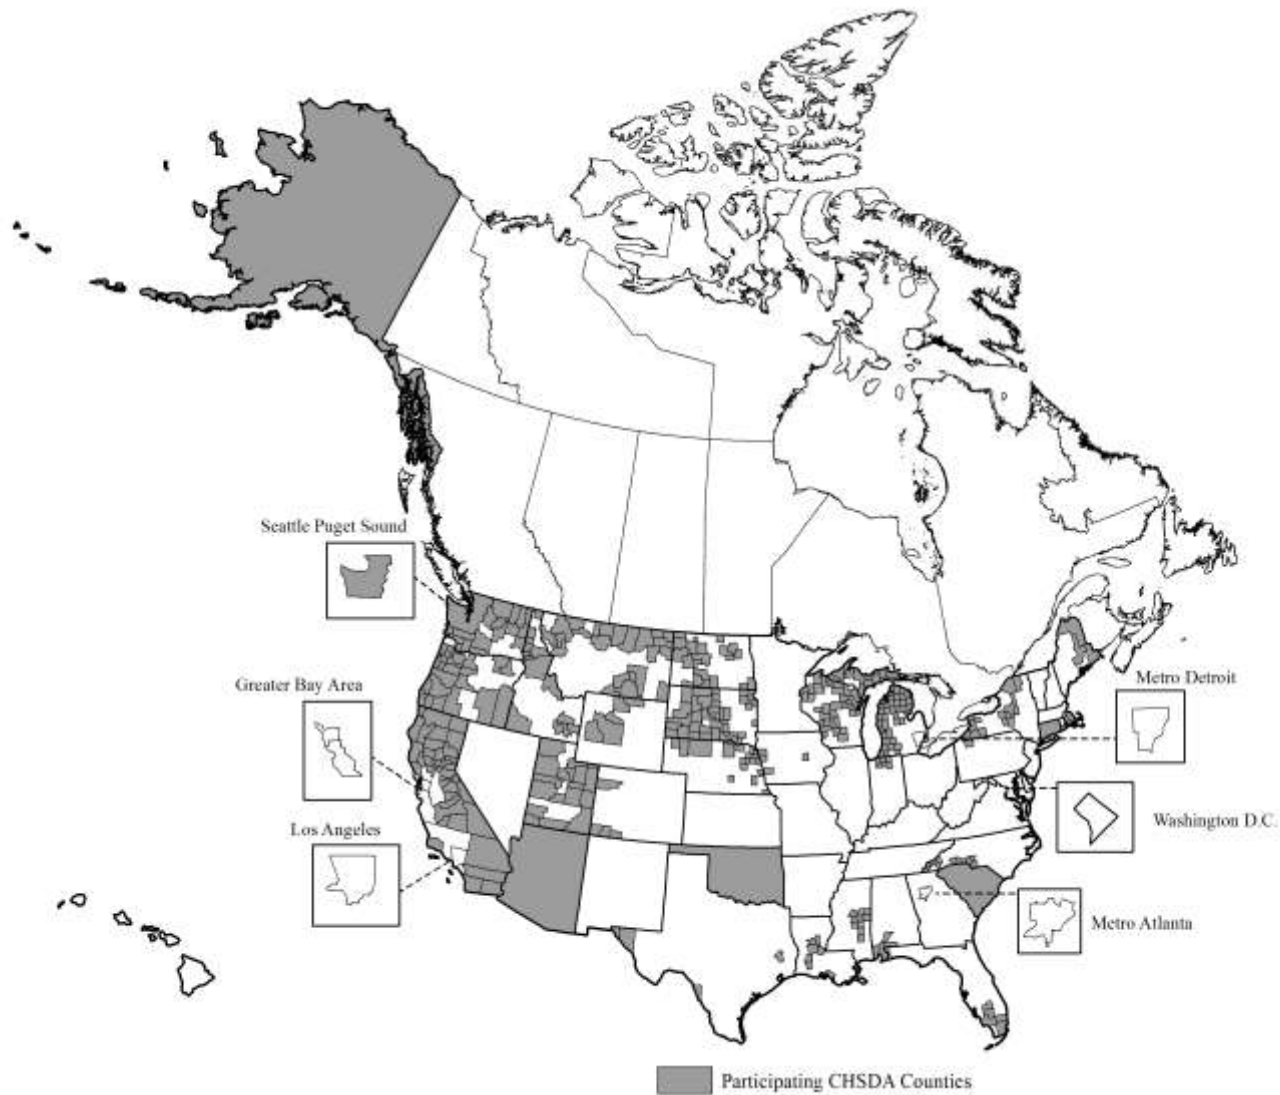 Seattle Puget Sound
Greater Bay Area
Metro Detroit
Los Angeles
Washington D.C.
Metro Atlanta
Participating CHSDA Counties